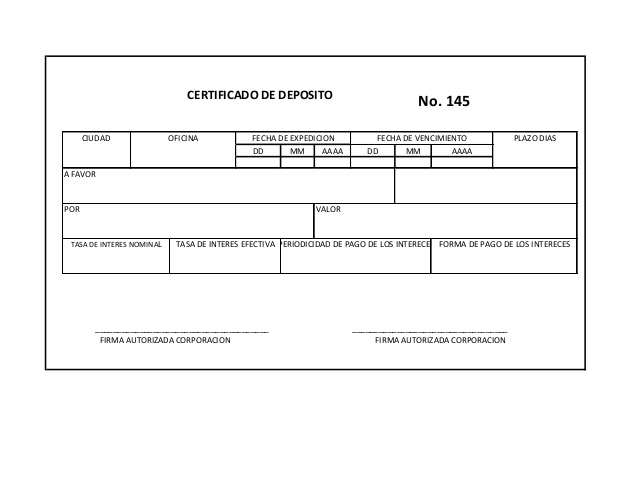 CERTIFICADO DE DEPOSITO
No. 145
CIUDAD OFICINA FECHA DE EXPEDICION FECHA DE VENCIMIENTO PLAZO DIAS
DD MM AAAA DD MM AAAA
A FAVOR
POR VALOR
TASA DE INTERES NOMINAL TASA DE INTERES EFECTIVA PERIODICIDAD DE PAGO DE LOS INTERECE FORMA DE PAGO DE LOS INTERECES
FIRMA AUTORIZADA CORPORACION FIRMA AUTORIZADA CORPORACION